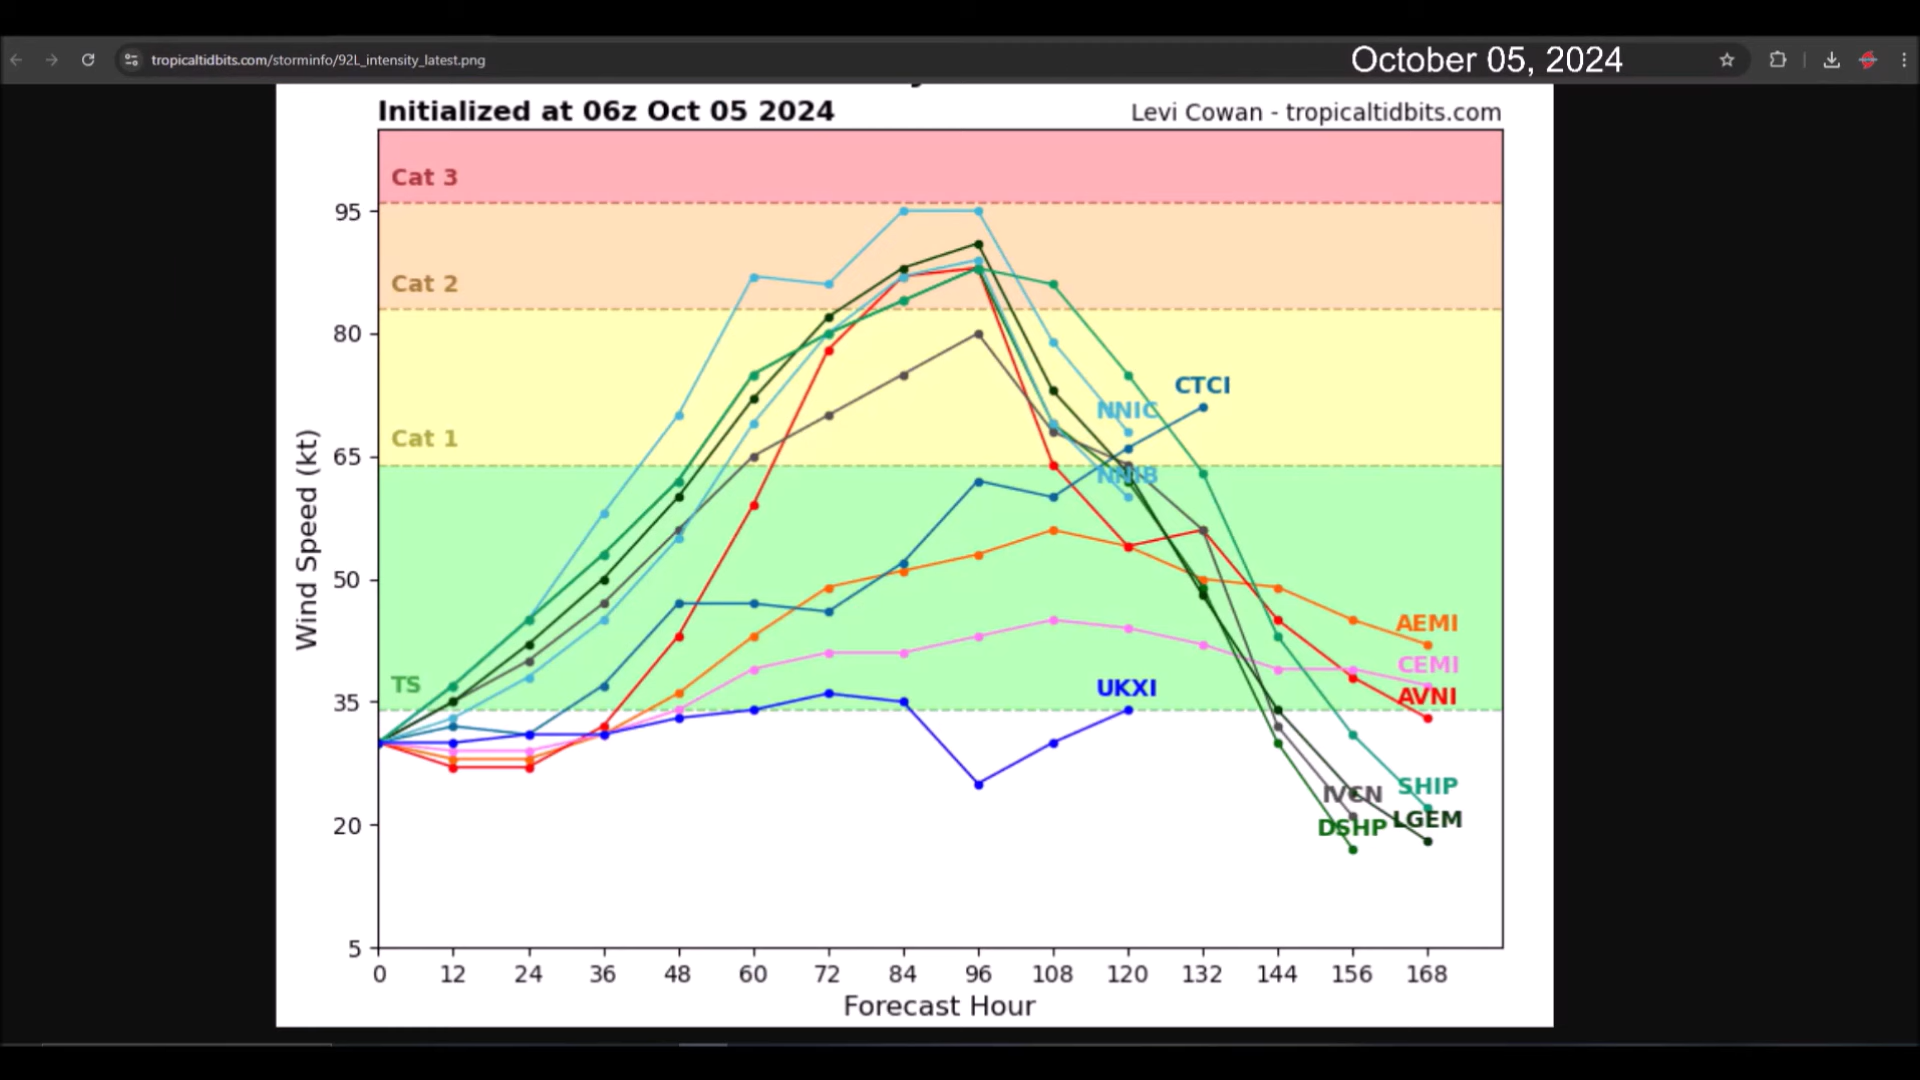 tropicaltidbits.com/storminfo/92L_intensity_latest.png
October 05, 2024
Initialized at 06z Oct 05 2024
Levi Cowan - tropicaltidbits.com
Cat 3
95
Cat 2
80
CTCI
NNIC
Cat 1
65
NNIB
Wind Speed (kt)
50
AEMI
CEMI
TS
UKXI
AVNI
35
SHIP
IVCN
LGEM
20
DSHP
5
0 12 24 36 48 60 72 84 96 108 120 132 144 156 168
Forecast Hour